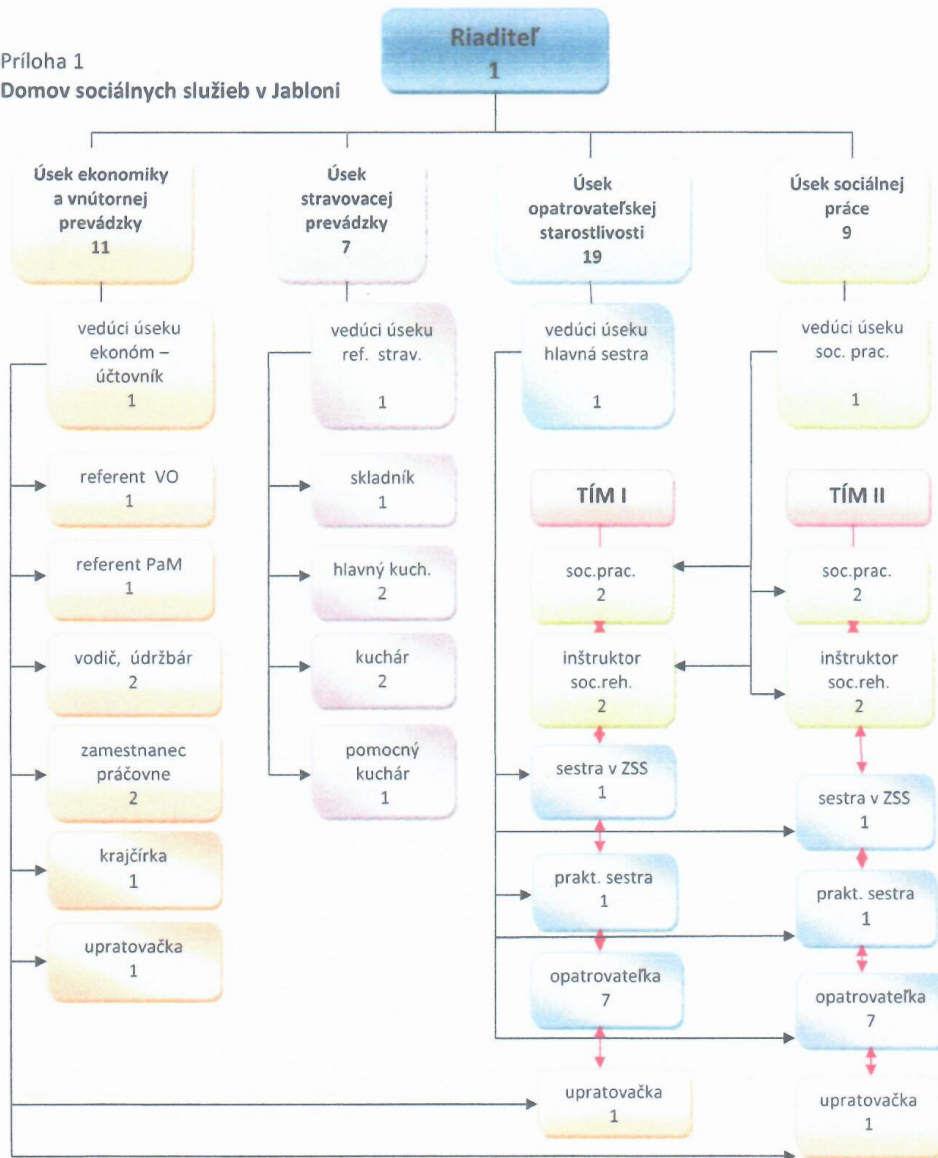 Riaditeľ
1
Príloha 1
Domov sociálnych služieb v Jabloni
Úsek ekonomiky
a vnútornej
prevádzky
11
Úsek
stravovacej
prevádzky
7
Úsek
opatrovateľskej
starostlivosti
19
Úsek sociálnej
práce
9
vedúci úseku
ekonóm –
účtovník
1
vedúci úseku
ref. strav.
1
vedúci úseku
hlavná sestra
1
vedúci úseku
soc. prac.
1
referent VO
1
referent PaM
1
vodič, údržbár
2
zamestnanec
práčovne
2
krajčírka
1
upratovačka
1
skladník
1
hlavný kuch.
2
kuchár
2
pomocný
kuchár
1
TÍM I
soc.prac.
2
inštruktor
soc.reh.
2
sestra v ZSS
1
prakt. sestra
1
opatrovateľka
7
upratovačka
1
TÍM II
soc.prac.
2
inštruktor
soc.reh.
2
sestra v ZSS
1
prakt. sestra
1
opatrovateľka
7
upratovačka
1